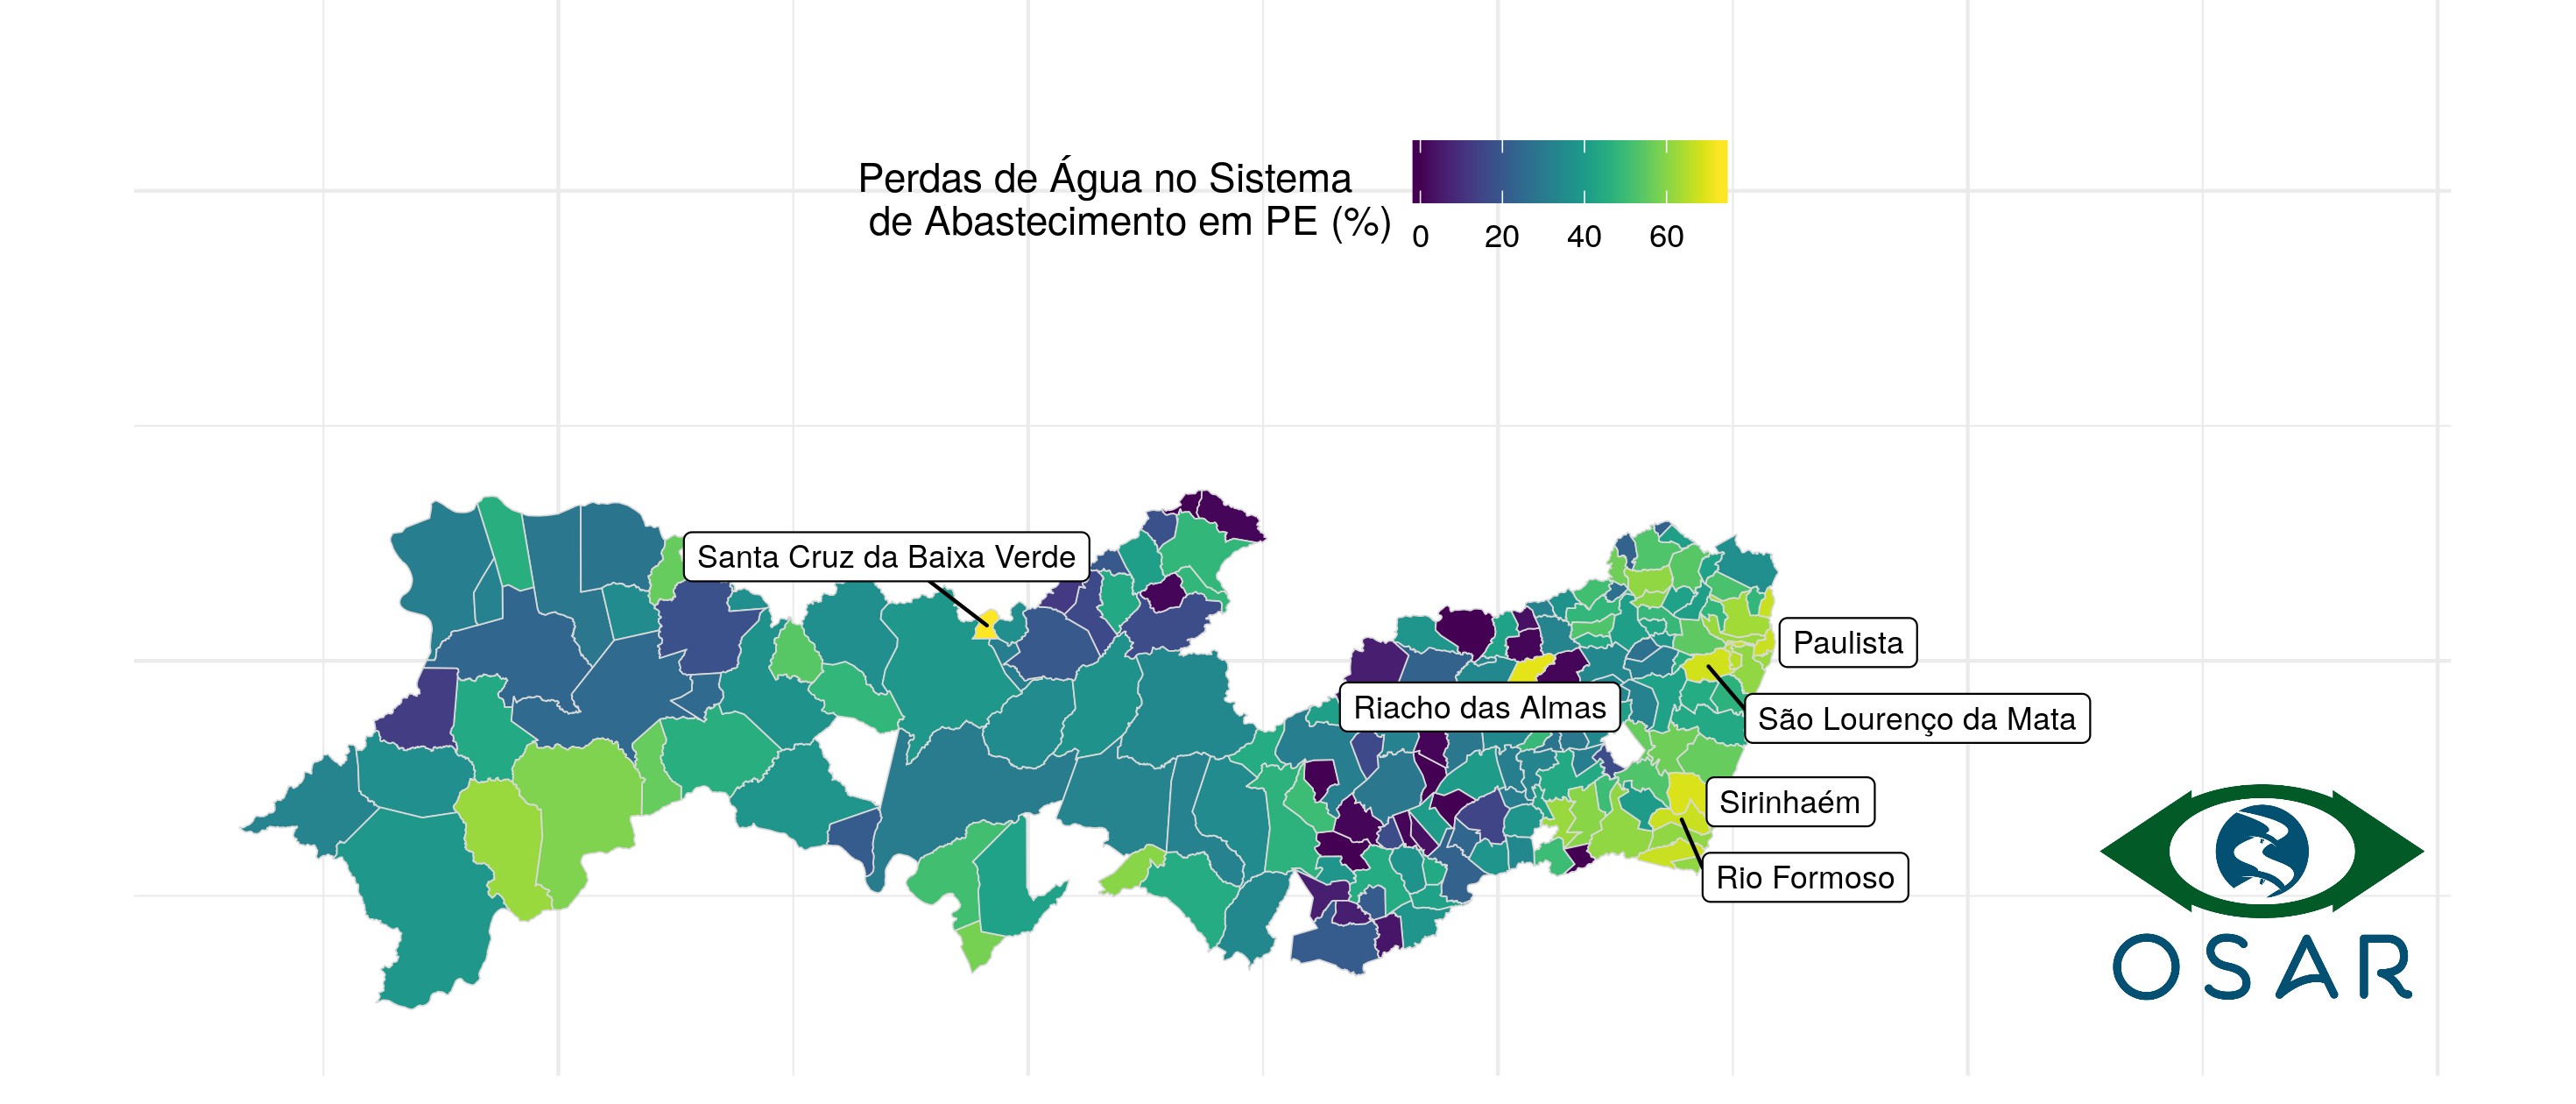 Perdas de Água no Sistema
de Abastecimento em PE (%)
0 20 40 60
Santa Cruz da Baixa Verde
Paulista
Riacho das Almas
São Lourenço da Mata
Sirinhaém
Rio Formoso
OSAR